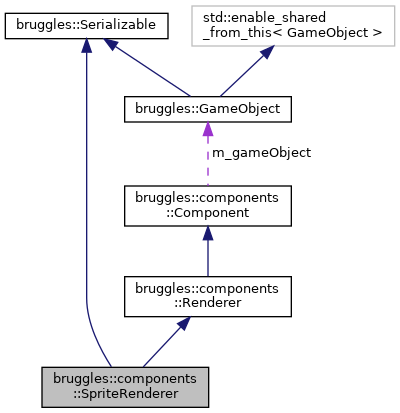 bruggles::Serializable
std::enable_shared
_from_this< GameObject >
bruggles::GameObject
m_gameObject
bruggles::components
::Component
bruggles::components
::Renderer
bruggles::components
::SpriteRenderer